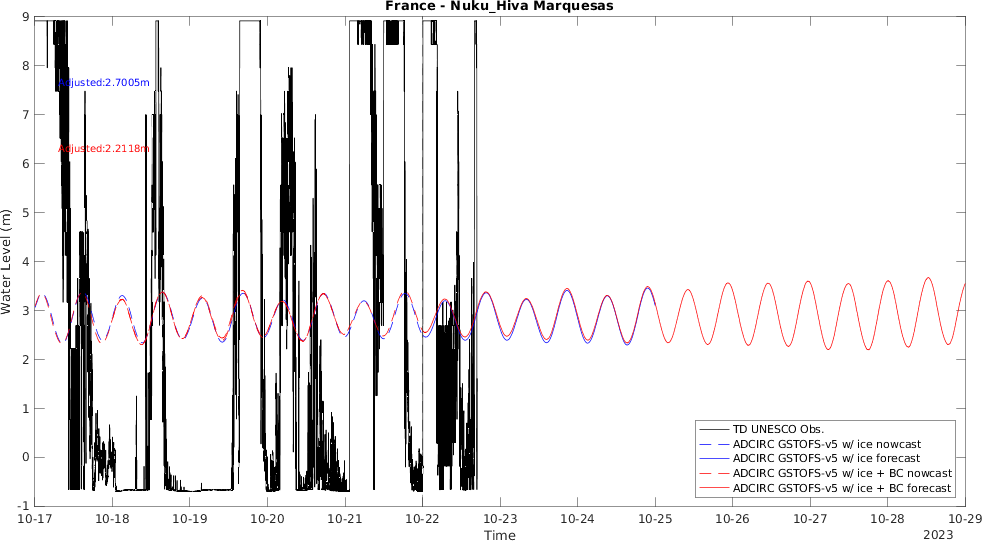 France - Nuku_Hiva Marquesas
9
8
7
6
5
4
3
2
1
0
-1
Water Level (m)
Adjusted:2.7005m
Adjusted:2.2118m
TD UNESCO Obs.
ADCIRC GSTOFS-v5 w/ ice nowcast
ADCIRC GSTOFS-v5 w/ ice forecast
ADCIRC GSTOFS-v5 w/ ice + BC nowcast
ADCIRC GSTOFS-v5 w/ ice + BC forecast
10-17 10-18 10-19 10-20 10-21 10-22 10-23 10-24 10-25 10-26 10-27 10-28 10-29
Time
2023